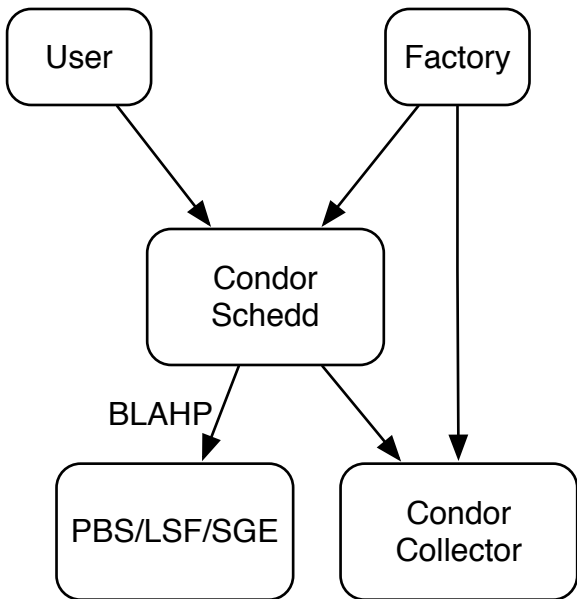 User
Factory
Condor
Schedd
BLAHP
PBS/LSF/SGE
Condor
Collector